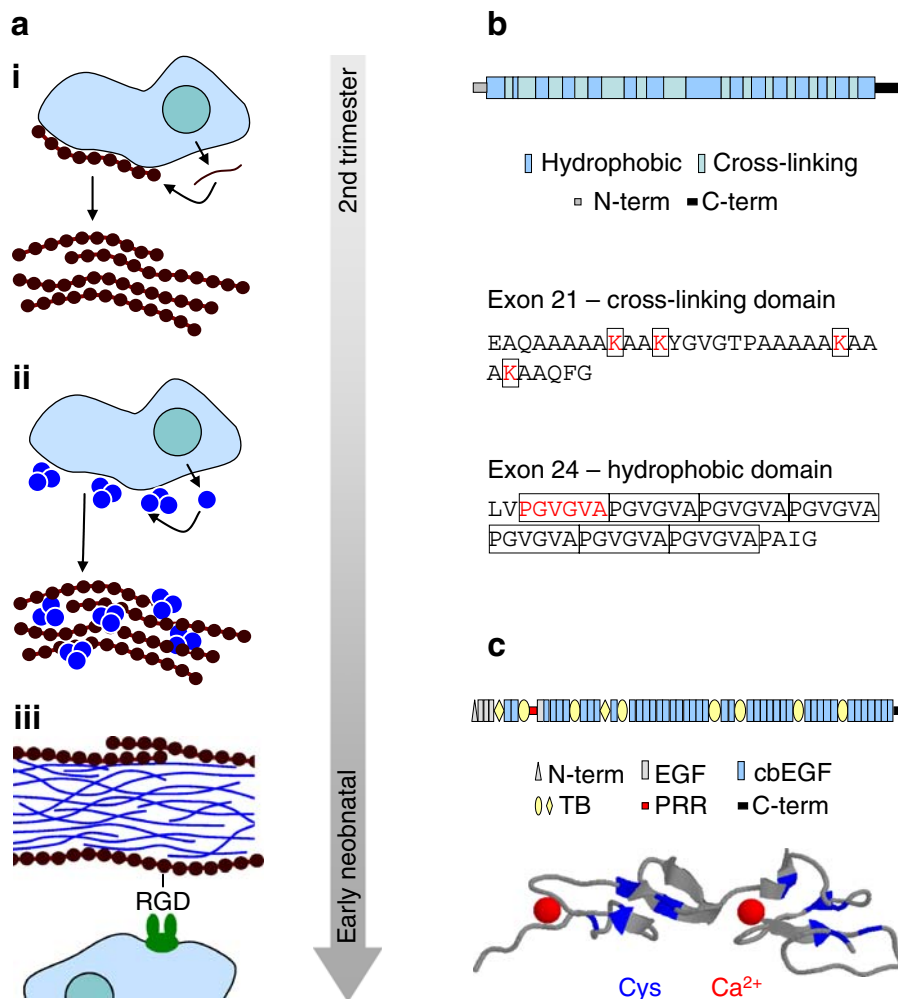 a
i
2nd trimester
ii
iii
RGD
Early neobnatal
b
Hydrophobic Cross-linking
N-term C-term
Exon 21 – cross-linking domain
EAQAAAAAKAAKYGVGTPAAAAAKAA
AKAAQFG
Exon 24 – hydrophobic domain
LVPGVGVAPGVGVAPGVGVAPGVGVA
PGVGVAPGVGVAPGVGVAPAIG
c
N-term EGF cbEGF
TB PRR C-term
Cys Ca²⁺